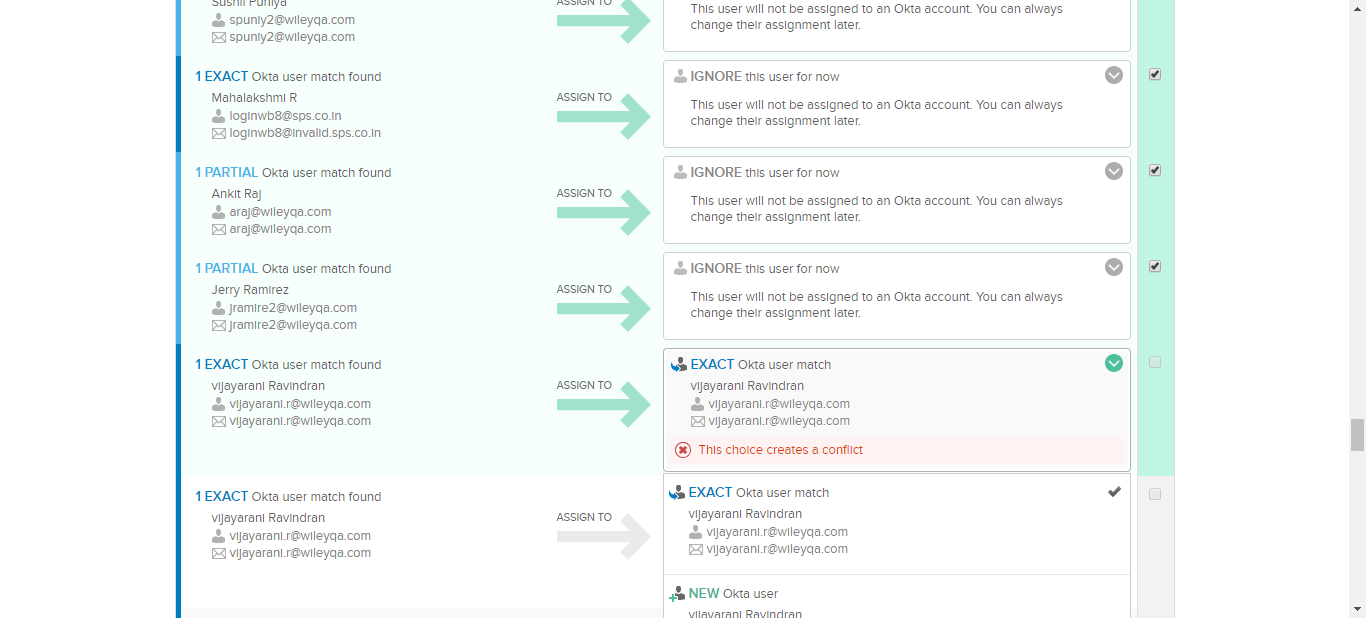 Sushil Puniya
ASSIGN TO
This user will not be assigned to an Okta account. You can always
spuniy2@wileyqa.com
change their assignment later.
spuniy2@wileyqa.com
1 EXACT Okta user match found
IGNORE this user for now
Mahalakshmi R
ASSIGN TO
This user will not be assigned to an Okta account. You can always
loginwb8@sps.co.in
change their assignment later.
loginwb8@invalid.sps.co.in
1 PARTIAL Okta user match found
IGNORE this user for now
Ankit Raj
ASSIGN TO
This user will not be assigned to an Okta account. You can always
araj@wileyqa.com
change their assignment later.
araj@wileyqa.com
1 PARTIAL Okta user match found
IGNORE this user for now
Jerry Ramirez
ASSIGN TO
This user will not be assigned to an Okta account. You can always
jramire2@wileyqa.com
change their assignment later.
jramire2@wileyqa.com
1 EXACT Okta user match found
EXACT Okta user match
vijayarani Ravindran
ASSIGN TO
vijayarani Ravindran
vijayarani.r@wileyqa.com
vijayarani.r@wileyqa.com
vijayarani.r@wileyqa.com
vijayarani.r@wileyqa.com
This choice creates a conflict
1 EXACT Okta user match found
EXACT Okta user match
vijayarani Ravindran
ASSIGN TO
vijayarani Ravindran
vijayarani.r@wileyqa.com
vijayarani.r@wileyqa.com
vijayarani.r@wileyqa.com
vijayarani.r@wileyqa.com
NEW Okta user
vijayarani Ravindran